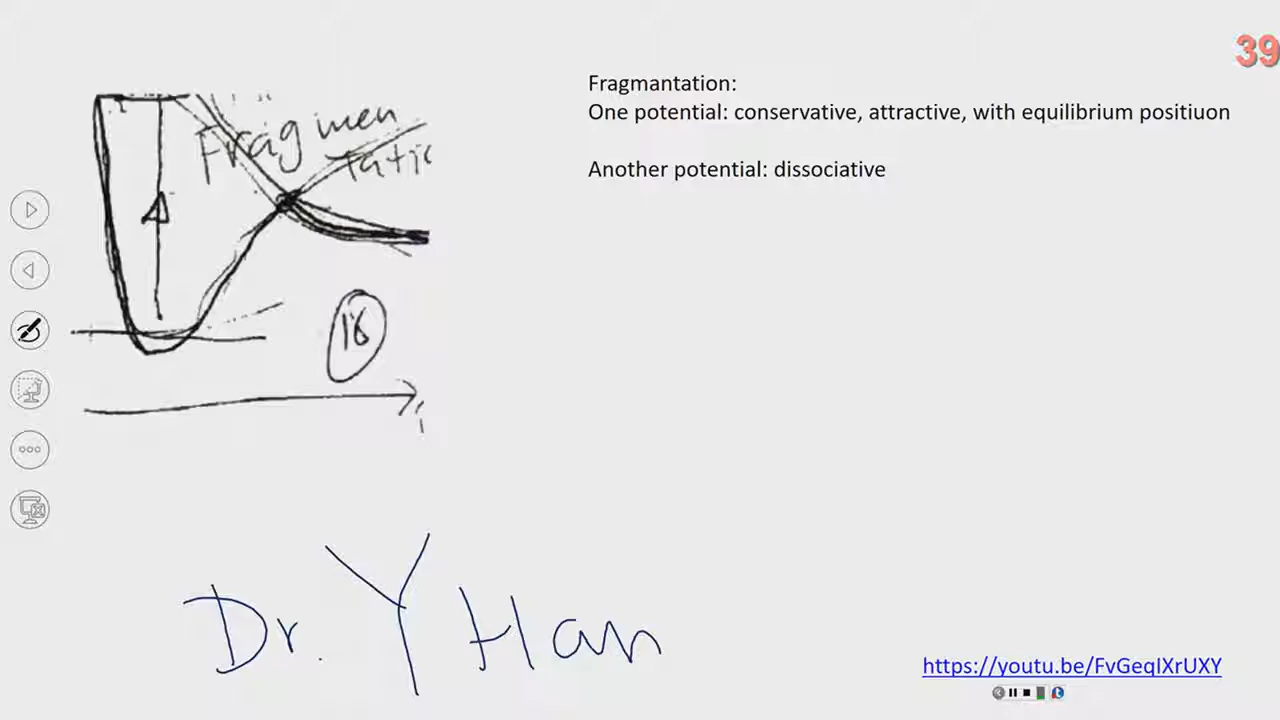 39
Fragmantation:
One potential: conservative, attractive, with equilibrium positiuon
Another potential: dissociative
Fragmen
tatic
18
Dr. Y Han
https://youtu.be/FvGeqIXrUXY